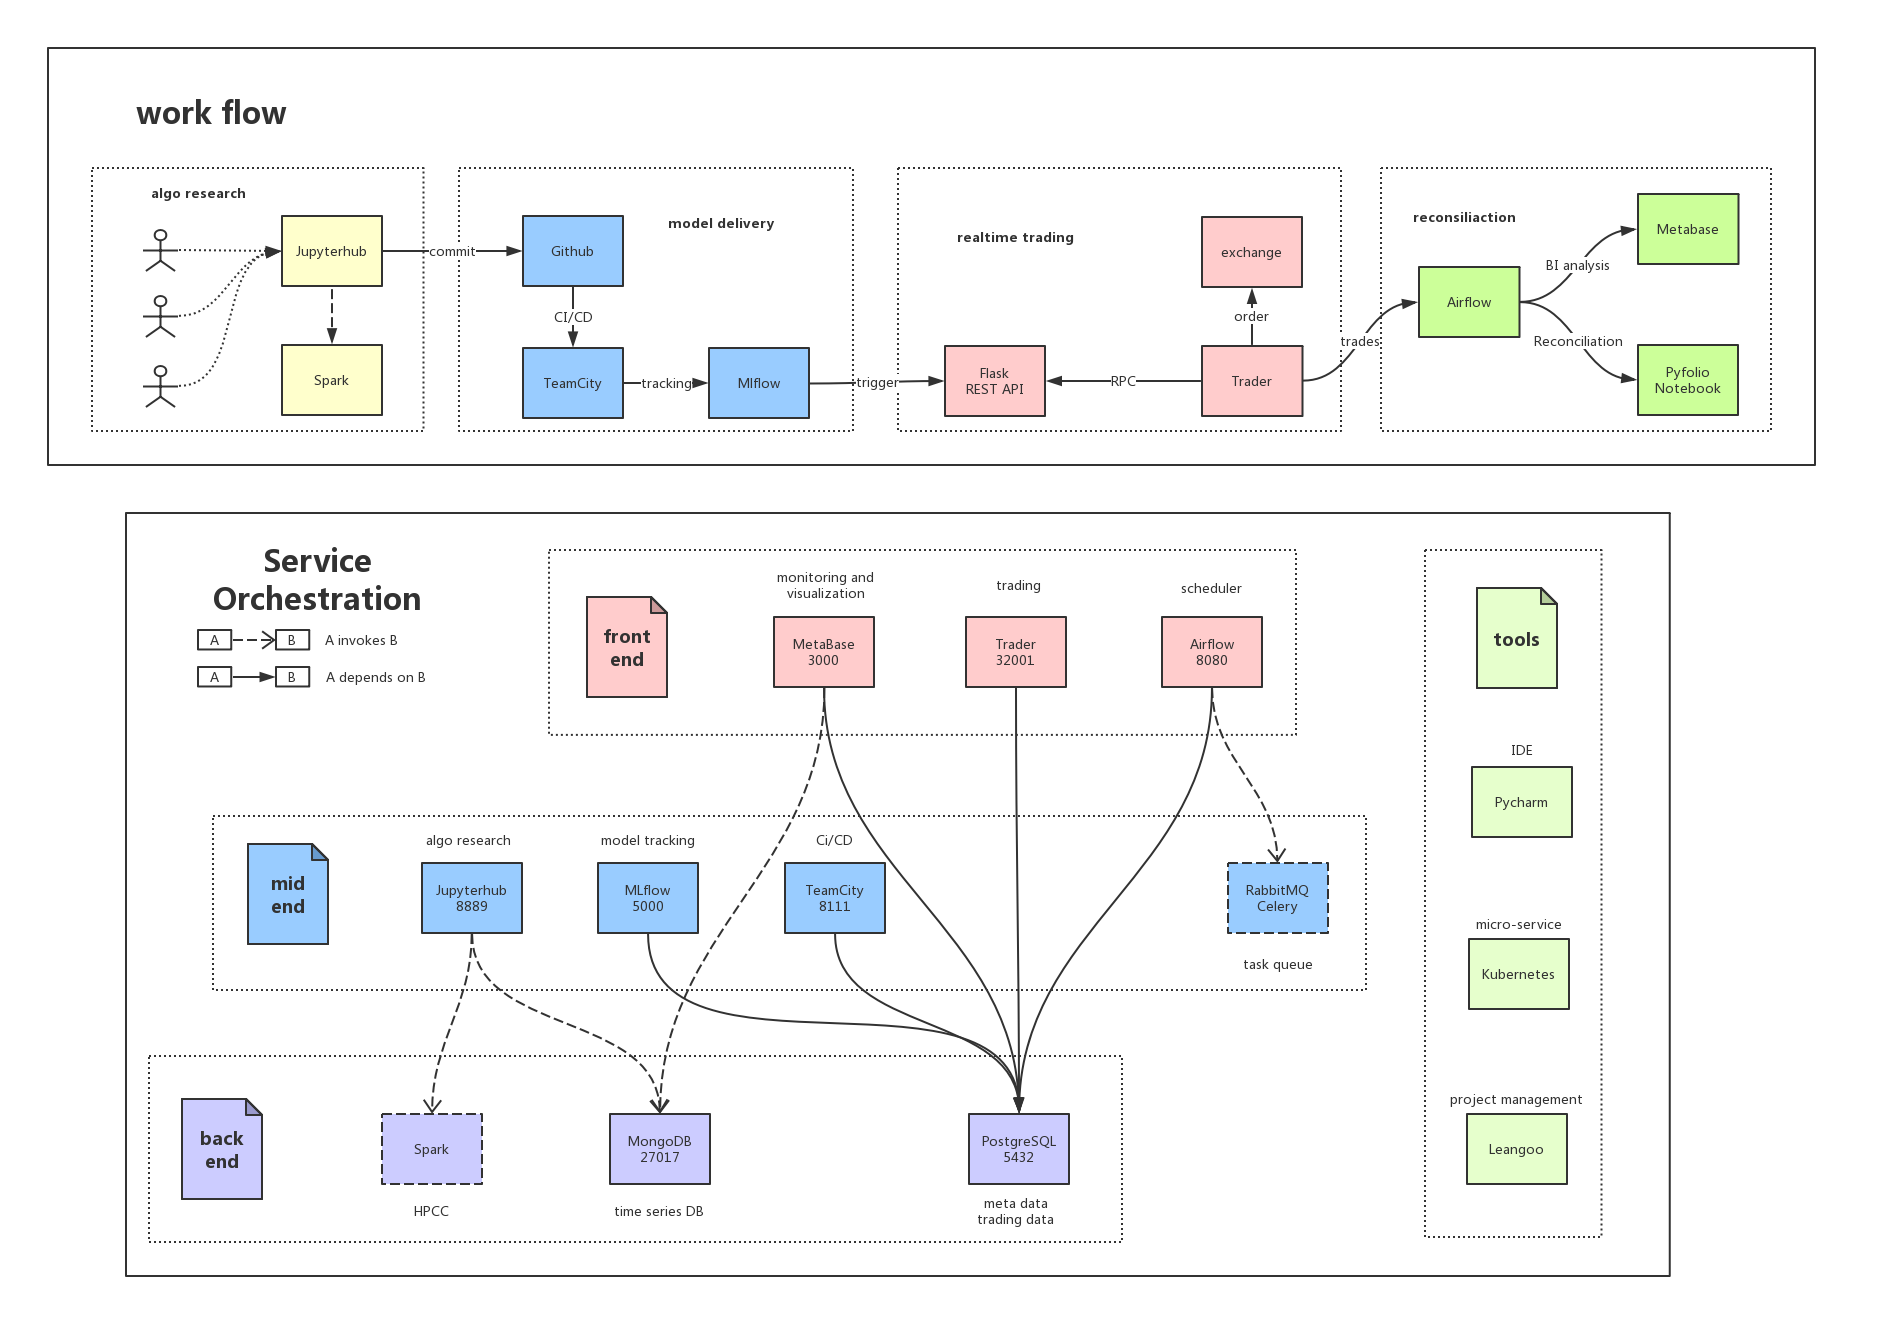 work flow
algo research
Jupyterhub
Spark
commit
model delivery
Github
CI/CD
TeamCity
tracking
Mlflow
trigger
realtime trading
exchange
order
Flask
REST API
RPC
Trader
trades
reconsiliaction
Airflow
BI analysis
Reconciliation
Metabase
Pyfolio
Notebook
Service
Orchestration
A
B
A invokes B
A
B
A depends on B
front
end
monitoring and
visualization
MetaBase
3000
trading
Trader
32001
scheduler
Airflow
8080
mid
end
algo research
Jupyterhub
8889
model tracking
MLflow
5000
Ci/CD
TeamCity
8111
RabbitMQ
Celery
task queue
back
end
Spark
HPCC
MongoDB
27017
time series DB
PostgreSQL
5432
meta data
trading data
tools
IDE
Pycharm
micro-service
Kubernetes
project management
Leangoo